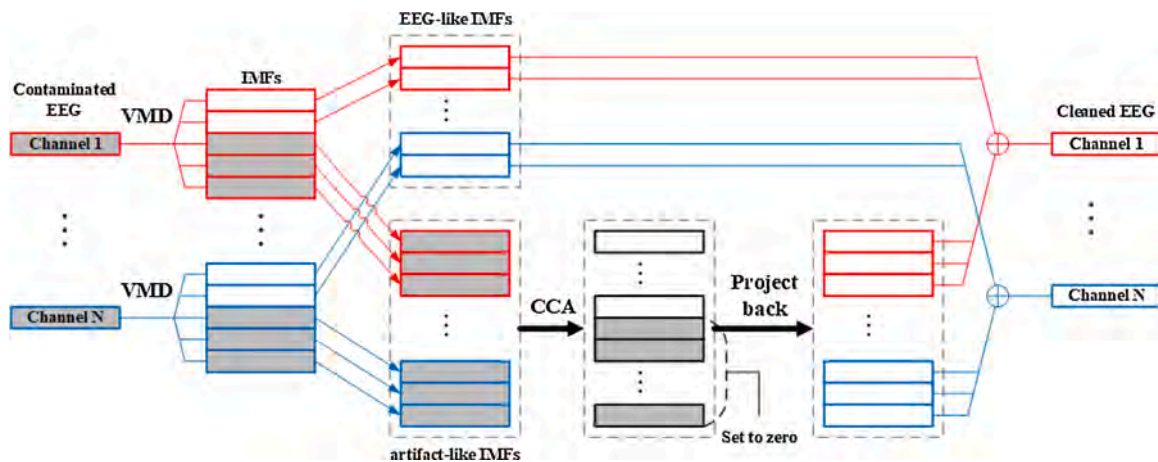 EEG-like IMFs
IMFs
Contaminated
EEG
VMD
Channel 1
Cleaned EEG
Channel 1
VMD
Channel N
CCA
Project
back
Channel N
Set to zero
artifact-like IMFs